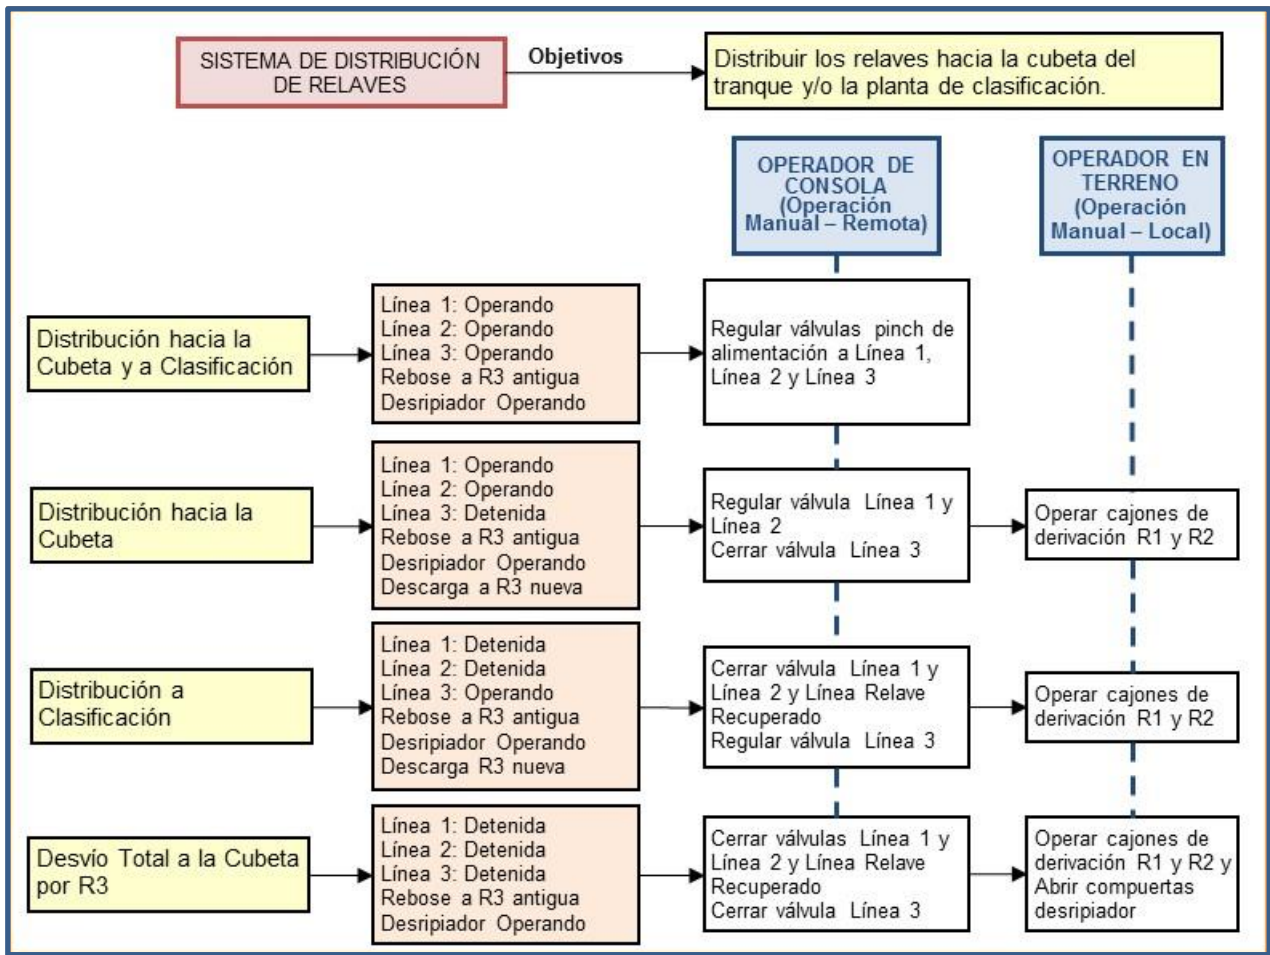 SISTEMA DE DISTRIBUCIÓN
DE RELAVES
Objetivos
Distribuir los relaves hacia la cubeta del
tranque y/o la planta de clasificación.
OPERADOR DE
CONSOLA
(Operación
Manual – Remota)
OPERADOR EN
TERRENO
(Operación
Manual – Local)
Distribución hacia la
Cubeta y a Clasificación
Línea 1: Operando
Línea 2: Operando
Línea 3: Operando
Rebose a R3 antigua
Desripiador Operando
Regular válvulas pinch de
alimentación a Línea 1,
Línea 2 y Línea 3
Distribución hacia la
Cubeta
Línea 1: Operando
Línea 2: Operando
Línea 3: Detenida
Rebose a R3 antigua
Desripiador Operando
Descarga a R3 nueva
Regular válvula Línea 1 y
Línea 2
Cerrar válvula Línea 3
Operar cajones de
derivación R1 y R2
Distribución a
Clasificación
Línea 1: Detenida
Línea 2: Detenida
Línea 3: Operando
Rebose a R3 antigua
Desripiador Operando
Descarga R3 nueva
Cerrar válvula Línea 1 y
Línea 2 y Línea Relave
Recuperado
Regular válvula Línea 3
Operar cajones de
derivación R1 y R2
Desvío Total a la Cubeta
por R3
Línea 1: Detenida
Línea 2: Detenida
Línea 3: Detenida
Rebose a R3 antigua
Desripiador Operando
Cerrar válvulas Línea 1 y
Línea 2 y Línea Relave
Recuperado
Cerrar válvula Línea 3
Operar cajones de
derivación R1 y R2 y
Abrir compuertas
desripiador